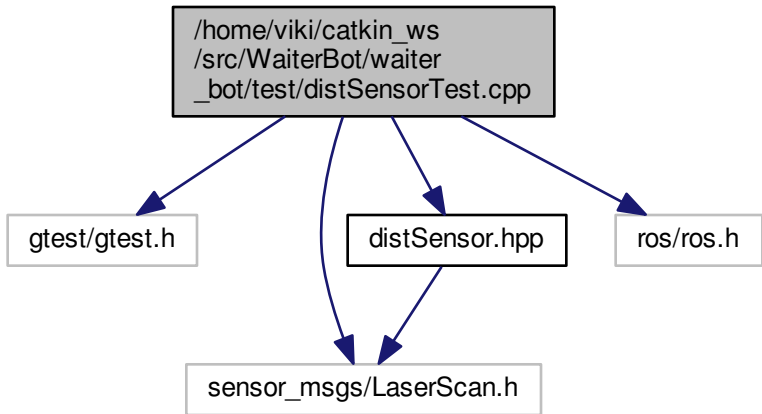 /home/viki/catkin_ws
/src/WaiterBot/waiter
_bot/test/distSensorTest.cpp
gtest/gtest.h
distSensor.hpp
ros/ros.h
sensor_msgs/LaserScan.h